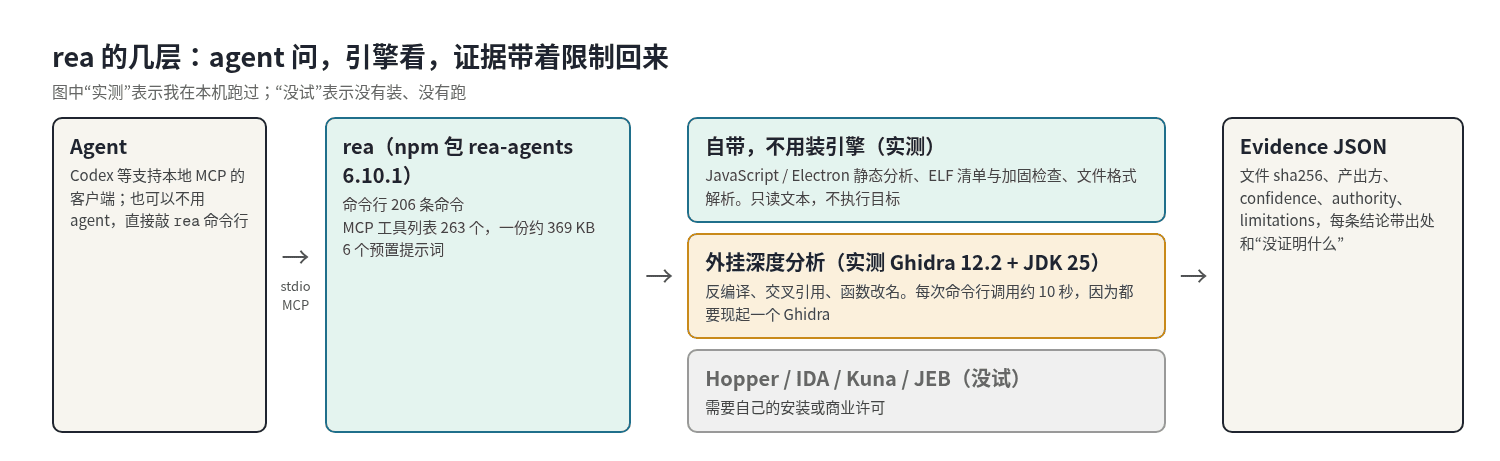 rea 的几层：agent 问，引擎看，证据带着限制回来
图中“实测”表示我在本机跑过；“没试”表示没有装、没有跑
Agent
Codex 等支持本地 MCP 的
客户端；也可以不用
agent，直接敲 rea 命令行
→
stdio
MCP
rea（npm 包 rea-agents
6.10.1）
命令行 206 条命令
MCP 工具列表 263 个，一份约 369 KB
6 个预置提示词
→
自带，不用装引擎（实测）
JavaScript / Electron 静态分析、ELF 清单与加固检查、文件格式
解析。只读文本，不执行目标
外挂深度分析（实测 Ghidra 12.2 + JDK 25）
反编译、交叉引用、函数改名。每次命令行调用约 10 秒，因为都
要现起一个 Ghidra
Hopper / IDA / Kuna / JEB（没试）
需要自己的安装或商业许可
→
Evidence JSON
文件 sha256、产出方、
confidence、authority、
limitations，每条结论带出处
和“没证明什么”